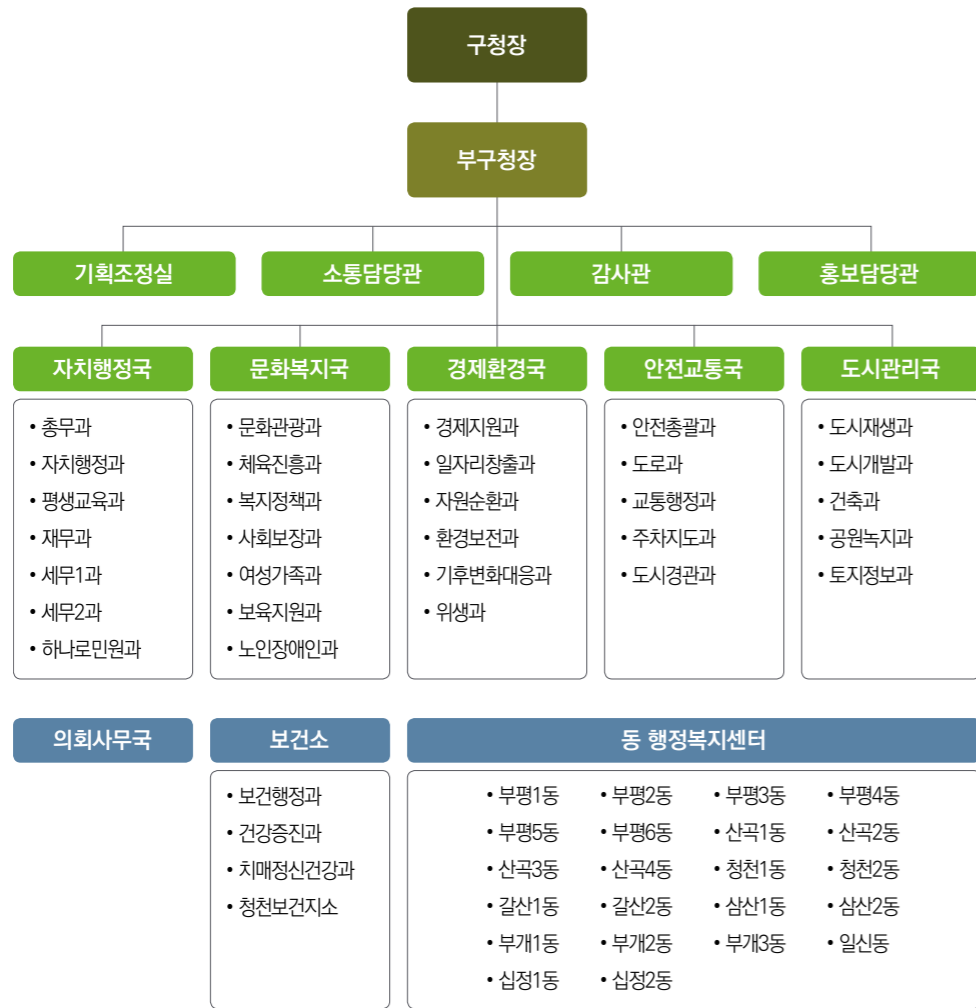 구청장
부구청장
기획조정실
소통담당관
감사관
홍보담당관
자치행정국
• 총무과
• 자치행정과
• 평생교육과
• 재무과
• 세무1과
• 세무2과
• 하나로민원과
문화복지국
• 문화관광과
• 체육진흥과
• 복지정책과
• 사회보장과
• 여성가족과
• 보육지원과
• 노인장애인과
경제환경국
• 경제지원과
• 일자리창출과
• 자원순환과
• 환경보전과
• 기후변화대응과
• 위생과
안전교통국
• 안전총괄과
• 도로과
• 교통행정과
• 주차지도과
• 도시경관과
도시관리국
• 도시재생과
• 도시개발과
• 건축과
• 공원녹지과
• 토지정보과
의회사무국
보건소
• 보건행정과
• 건강증진과
• 치매정신건강과
• 청천보건지소
동 행정복지센터
• 부평1동 • 부평2동 • 부평3동 • 부평4동
• 부평5동 • 부평6동 • 산곡1동 • 산곡2동
• 산곡3동 • 산곡4동 • 청천1동 • 청천2동
• 갈산1동 • 갈산2동 • 삼산1동 • 삼산2동
• 부개1동 • 부개2동 • 부개3동 • 일신동
• 십정1동 • 십정2동